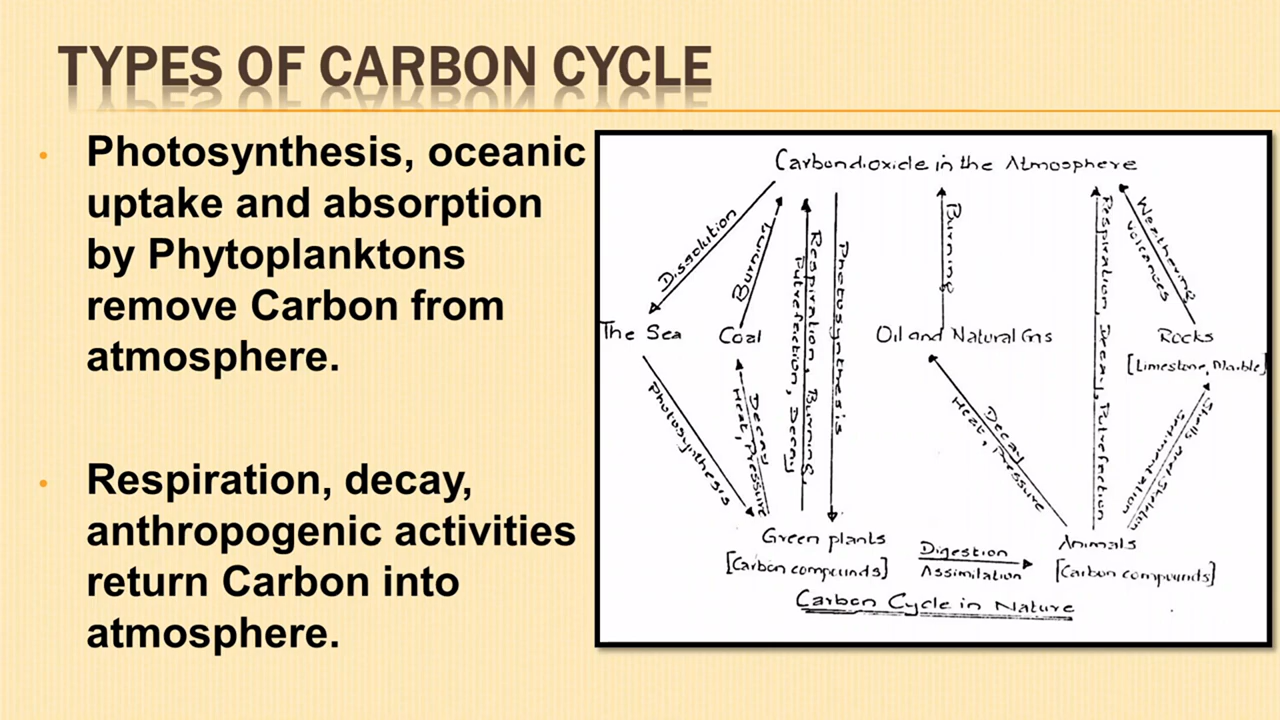 TYPES OF CARBON CYCLE
• Photosynthesis, oceanic
uptake and absorption
by Phytoplanktons
remove Carbon from
atmosphere.
• Respiration, decay,
anthropogenic activities
return Carbon into
atmosphere.
Carbondioxide in the Atmosphere
Dissolution
Burning
Respiration, Burning,
Putrefaction, Decay
Photosynthesis
Burning
Respiration, Decay, Putrefaction
Weathering
Volcanoes
The Sea
Coal
Oil and Natural Gas
Rocks
[Limestone, Marble]
Photosynthesis
Decay
Heat, Pressure
Decay
Heat, Pressure
Shells and Skeleton
Sedimentation
Green plants
[Carbon compounds]
Digestion
Assimilation
Animals
[Carbon compounds]
Carbon Cycle in Nature